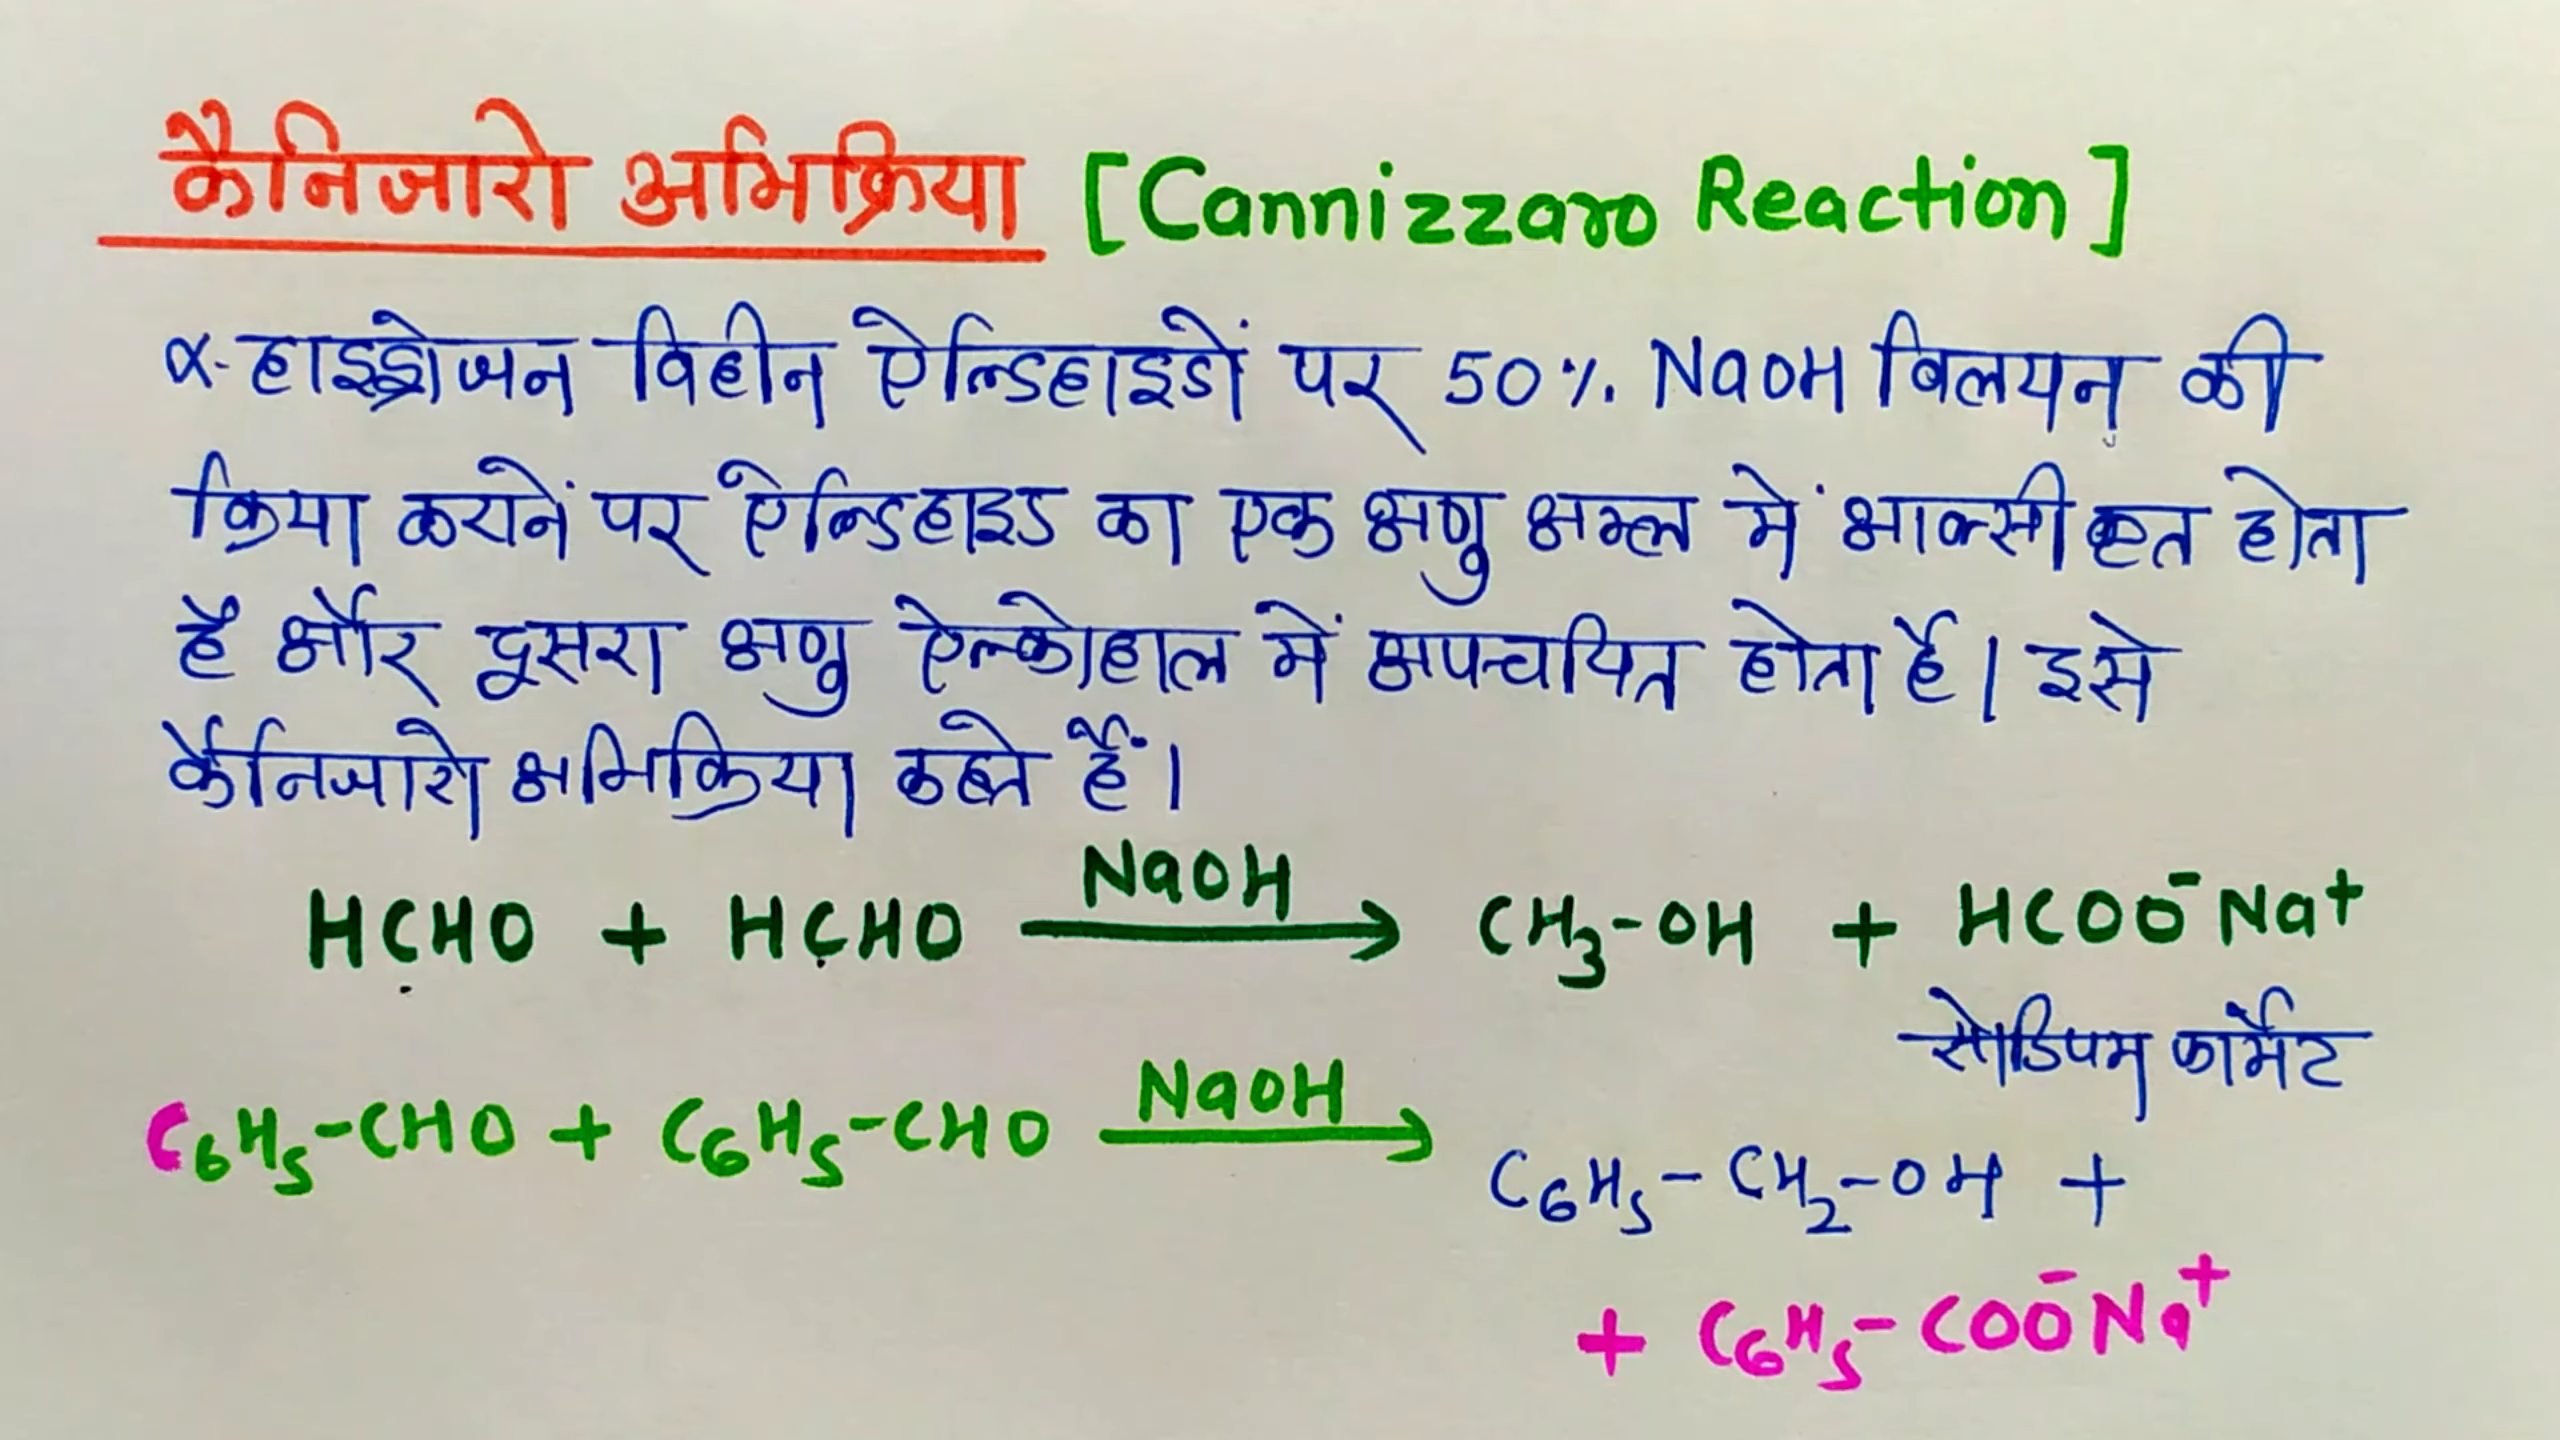 कैनिजारो अभिक्रिया [Cannizzaro Reaction]
α-हाइड्रोजन विहीन ऐल्डिहाइडों पर 50% NaOH विलयन की
क्रिया करानें पर ऐल्डिहाइड का एक अणु अम्ल में आक्सीकृत होता
है और दूसरा अणु ऐल्कोहाल में अपचयित होता है। इसे
कैनिजारो अभिक्रिया कहते हैं।
HCHO + HCHO —NaOH→ CH₃-OH + HCOO⁻Na⁺
सोडियम फार्मेट
C₆H₅-CHO + C₆H₅-CHO —NaOH→
C₆H₅-CH₂-OH +
+ C₆H₅-COO⁻Na⁺